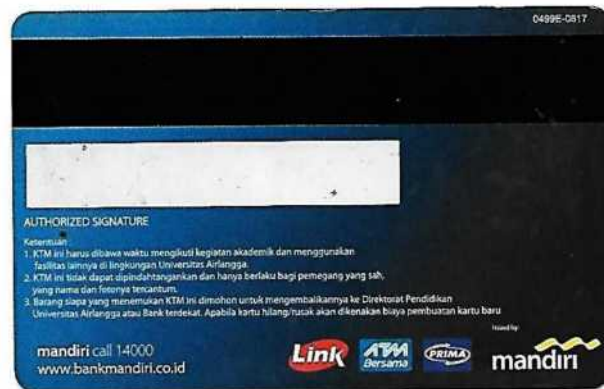 0499E-0817
AUTHORIZED SIGNATURE
Ketentuan
1. KTM ini harus dibawa waktu mengikuti kegiatan akademik dan menggunakan
fasilitas lainnya di lingkungan Universitas Airlangga.
2. KTM ini tidak dapat dipindahtangankan dan hanya berlaku bagi pemegang yang sah,
yang nama dan fotonya tercantum.
3. Barang siapa yang menemukan KTM ini dimohon untuk mengembalikannya ke Direktorat Pendidikan
Universitas Airlangga atau Bank terdekat. Apabila kartu hilang/rusak akan dikenakan biaya pembuatan kartu baru
Issued by:
mandiri call 14000
www.bankmandiri.co.id
Link
ATM
Bersama
PRIMA
mandiri